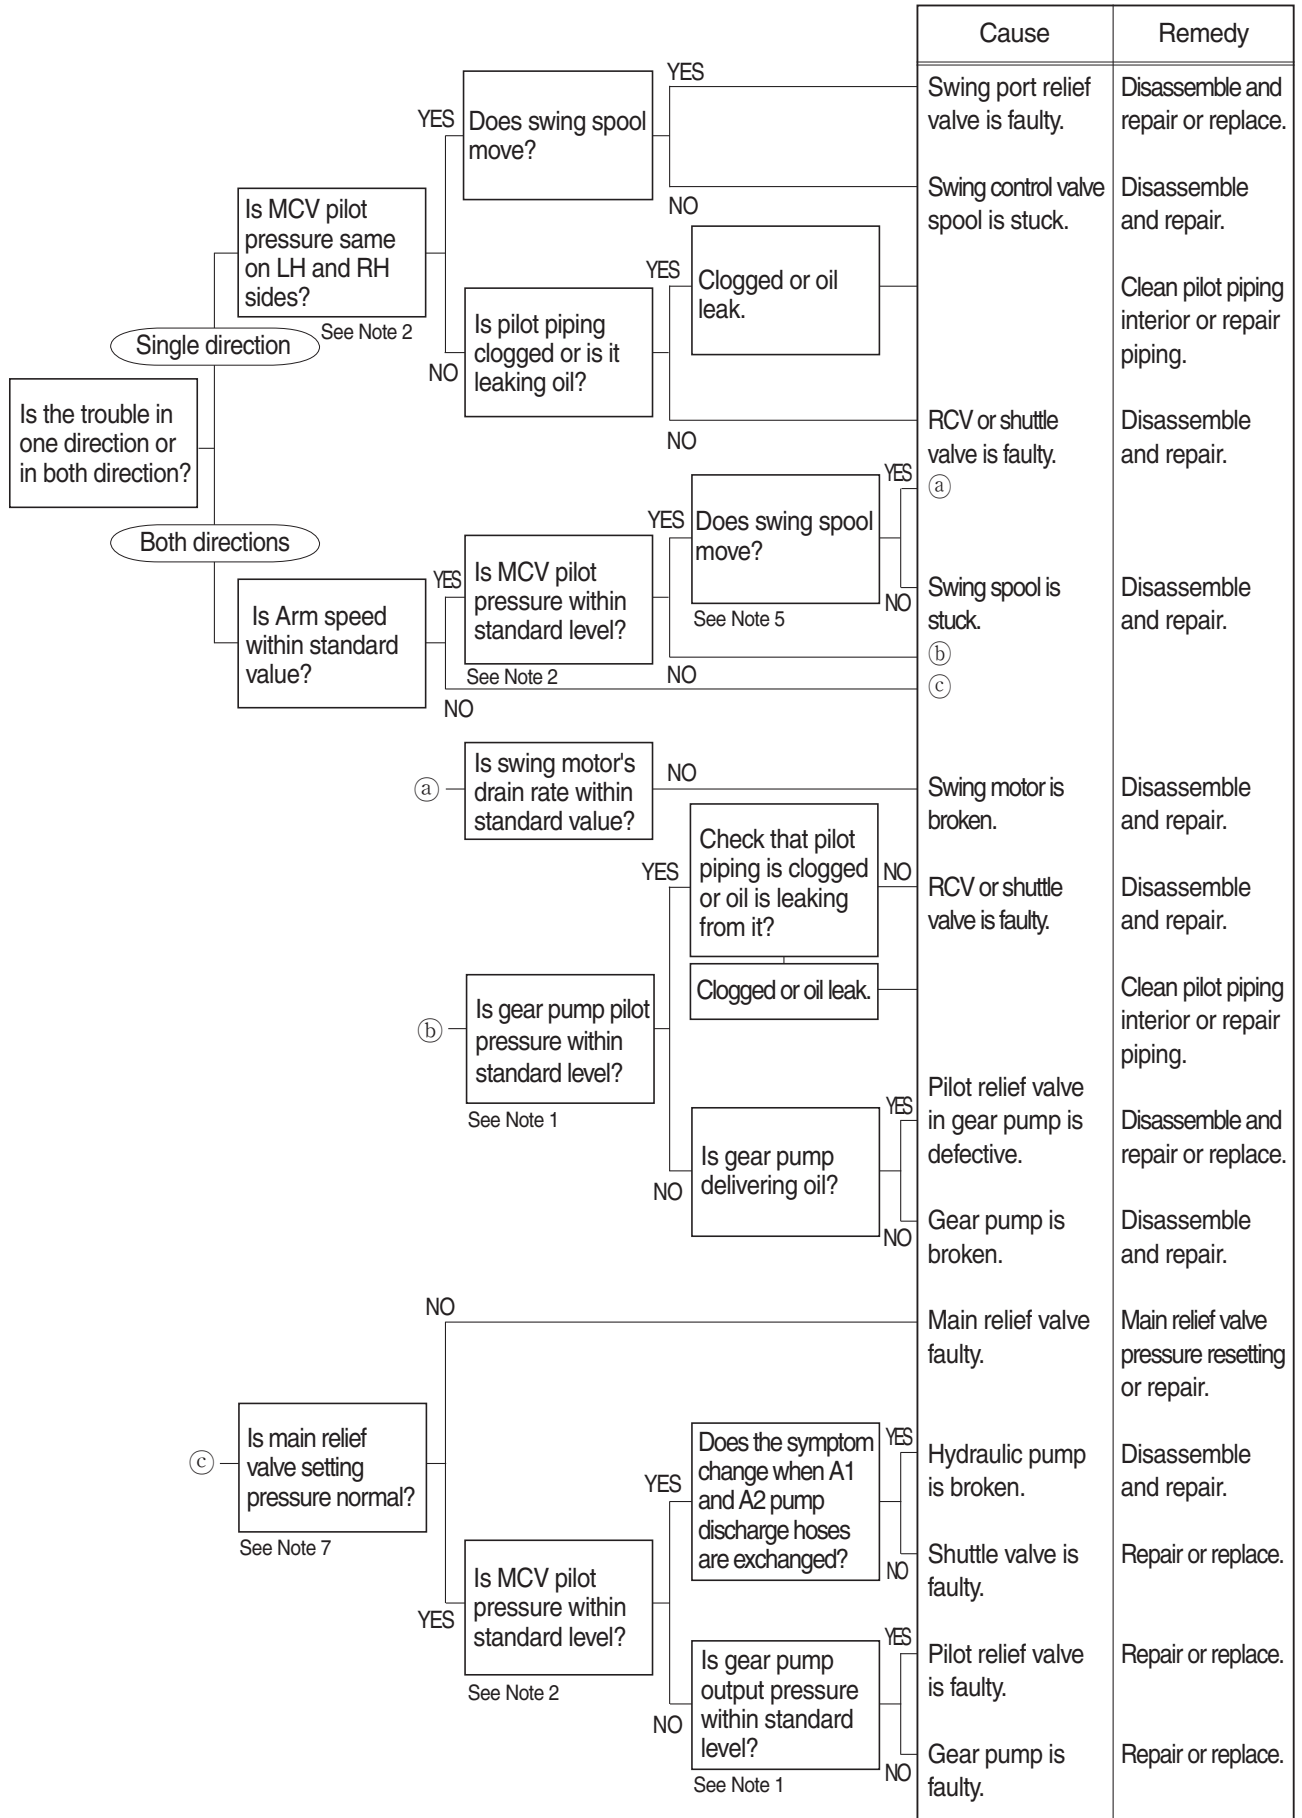 Cause
Remedy
YES
Does swing spool
move?
YES
NO
Swing port relief
valve is faulty.
Disassemble and
repair or replace.
Swing control valve
spool is stuck.
Disassemble
and repair.
Is MCV pilot
pressure same
on LH and RH
sides?
See Note 2
Single direction
NO
Is pilot piping
clogged or is it
leaking oil?
YES
Clogged or oil
leak.
Clean pilot piping
interior or repair
piping.
NO
RCV or shuttle
valve is faulty.
Disassemble
and repair.
Is the trouble in
one direction or
in both direction?
Both directions
Is Arm speed
within standard
value?
YES
Is MCV pilot
pressure within
standard level?
See Note 2
YES
Does swing spool
move?
See Note 5
YES
ⓐ
NO
Swing spool is
stuck.
Disassemble
and repair.
NO
ⓑ
NO
ⓒ
ⓐ
Is swing motor's
drain rate within
standard value?
NO
Swing motor is
broken.
Disassemble
and repair.
ⓑ
Is gear pump pilot
pressure within
standard level?
See Note 1
YES
Check that pilot
piping is clogged
or oil is leaking
from it?
NO
RCV or shuttle
valve is faulty.
Disassemble
and repair.
Clogged or oil leak.
Clean pilot piping
interior or repair
piping.
NO
Is gear pump
delivering oil?
YES
Pilot relief valve
in gear pump is
defective.
Disassemble and
repair or replace.
NO
Gear pump is
broken.
Disassemble
and repair.
ⓒ
Is main relief
valve setting
pressure normal?
See Note 7
NO
Main relief valve
faulty.
Main relief valve
pressure resetting
or repair.
YES
Is MCV pilot
pressure within
standard level?
See Note 2
YES
Does the symptom
change when A1
and A2 pump
discharge hoses
are exchanged?
YES
Hydraulic pump
is broken.
Disassemble
and repair.
NO
Shuttle valve is
faulty.
Repair or replace.
NO
Is gear pump
output pressure
within standard
level?
See Note 1
YES
Pilot relief valve
is faulty.
Repair or replace.
NO
Gear pump is
faulty.
Repair or replace.